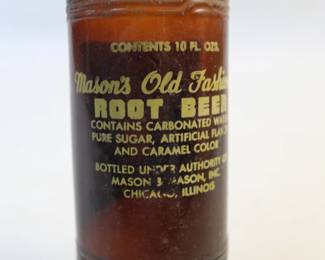 CONTENTS 10 FL. OZS.
Mason's Old Fashi
ROOT BEER
CONTAINS CARBONATED WA
PURE SUGAR, ARTIFICIAL FLAVO
AND CARAMEL COLOR
BOTTLED UNDER AUTHORITY O
MASON & MASON, INC.
CHICAGO, ILLINOIS